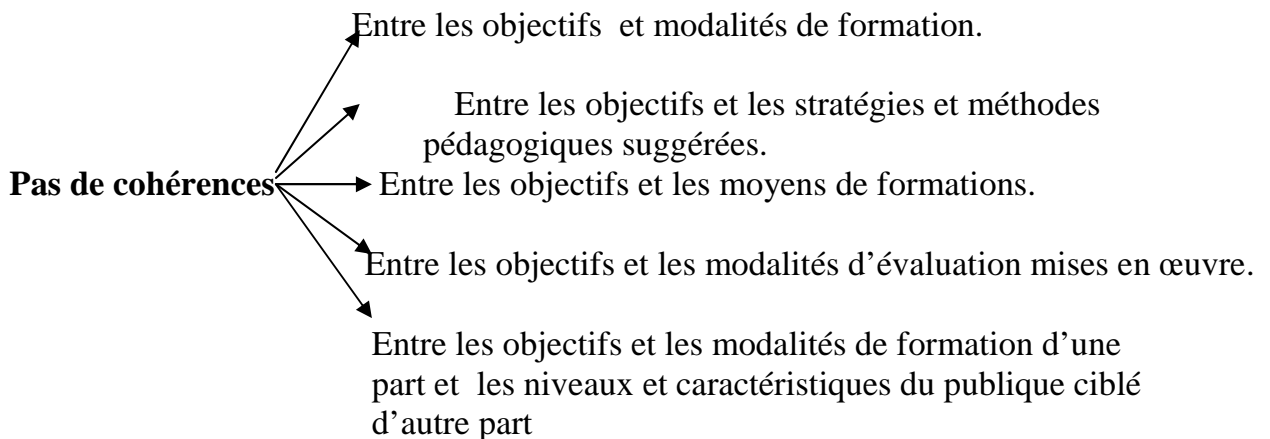 Entre les objectifs et modalités de formation.
Entre les objectifs et les stratégies et méthodes
pédagogiques suggérées.
Pas de cohérences
Entre les objectifs et les moyens de formations.
Entre les objectifs et les modalités d’évaluation mises en œuvre.
Entre les objectifs et les modalités de formation d’une
part et les niveaux et caractéristiques du publique ciblé
d’autre part